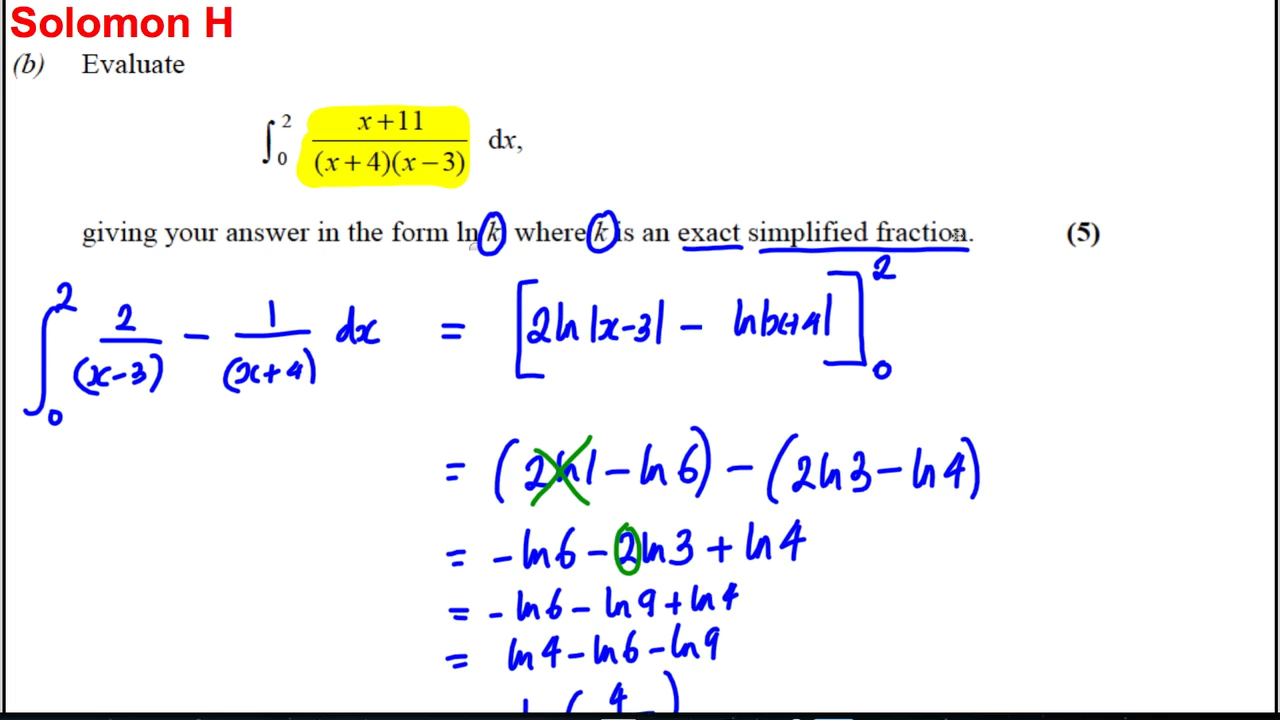 Solomon H
(b) Evaluate
∫₀² (x+11)/((x+4)(x−3)) dx,
giving your answer in the form ln k where k is an exact simplified fraction. (5)
∫₀² 2/(x−3) − 1/(x+4) dx = [2ln|x−3| − ln|x+4|]₀²
= (2ln1 − ln6) − (2ln3 − ln4)
= −ln6 − 2ln3 + ln4
= −ln6 − ln9 + ln4
= ln4 − ln6 − ln9
( 4 )